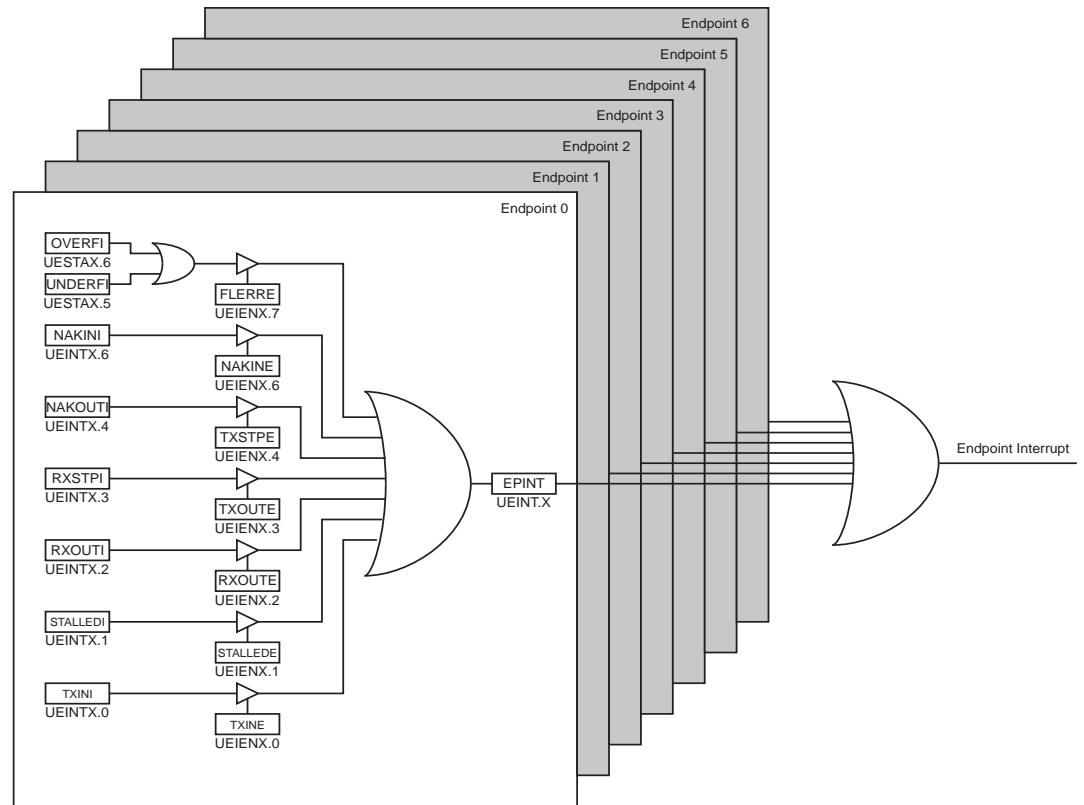 Endpoint 6
Endpoint 5
Endpoint 4
Endpoint 3
Endpoint 2
Endpoint 1
Endpoint 0
OVERFI
UESTAX.6
UNDERFI
UESTAX.5
FLERRE
UEIENX.7
NAKINI
UEINTX.6
NAKINE
UEIENX.6
NAKOUTI
UEINTX.4
TXSTPE
UEIENX.4
RXSTPI
UEINTX.3
TXOUTE
UEIENX.3
RXOUTI
UEINTX.2
RXOUTE
UEIENX.2
STALLEDI
UEINTX.1
STALLEDE
UEIENX.1
TXINI
UEINTX.0
TXINE
UEIENX.0
EPINT
UEINT.X
Endpoint Interrupt